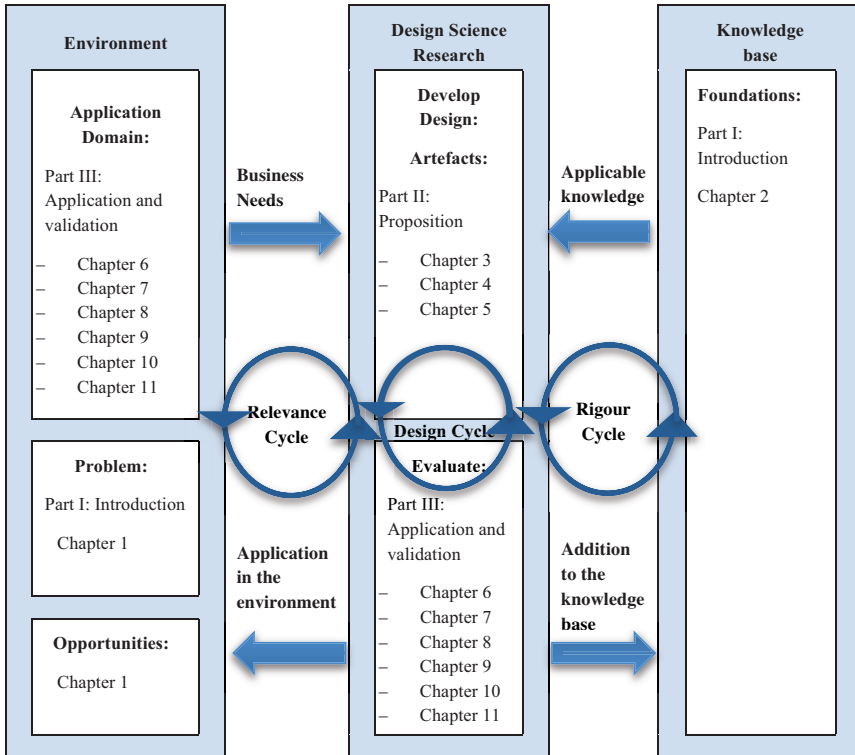 Environment
Application
Domain:
Part III:
Application and
validation
– Chapter 6
– Chapter 7
– Chapter 8
– Chapter 9
– Chapter 10
– Chapter 11
Problem:
Part I: Introduction
Chapter 1
Opportunities:
Chapter 1
Business
Needs
Relevance
Cycle
Application
in the
environment
Design Science
Research
Develop
Design:
Artefacts:
Part II:
Proposition
– Chapter 3
– Chapter 4
– Chapter 5
Design Cycle
Evaluate:
Part III:
Application and
validation
– Chapter 6
– Chapter 7
– Chapter 8
– Chapter 9
– Chapter 10
– Chapter 11
Applicable
knowledge
Rigour
Cycle
Addition
to the
knowledge
base
Knowledge
base
Foundations:
Part I:
Introduction
Chapter 2